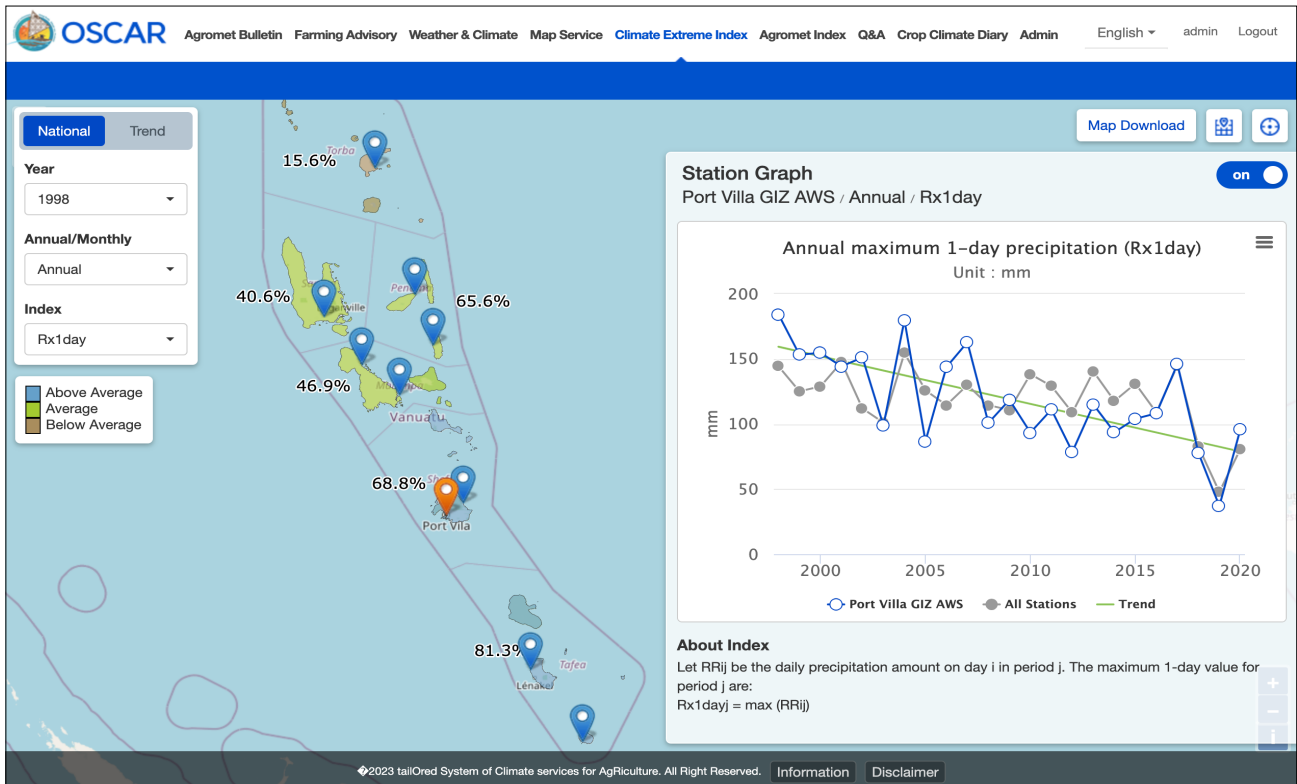 OSCAR
Agromet Bulletin Farming Advisory Weather & Climate Map Service Climate Extreme Index Agromet Index Q&A Crop Climate Diary Admin English admin Logout
National Trend
Year
1998
Annual/Monthly
Annual
Index
Rx1day
Above Average
Average
Below Average
Torba
15.6%
40.6%
65.6%
46.9%
Vanuatu
68.8%
Port Vila
81.3%
Tafea
Lénakel
Map Download
Station Graph
on
Port Villa GIZ AWS / Annual / Rx1day
Annual maximum 1-day precipitation (Rx1day)
Unit : mm
200
150
100
50
0
mm
2000 2005 2010 2015 2020
Port Villa GIZ AWS All Stations Trend
About Index
Let RRij be the daily precipitation amount on day i in period j. The maximum 1-day value for
period j are:
Rx1dayj = max (RRij)
+
−
i
�2023 tailOred System of Climate services for AgRiculture. All Right Reserved. Information Disclaimer